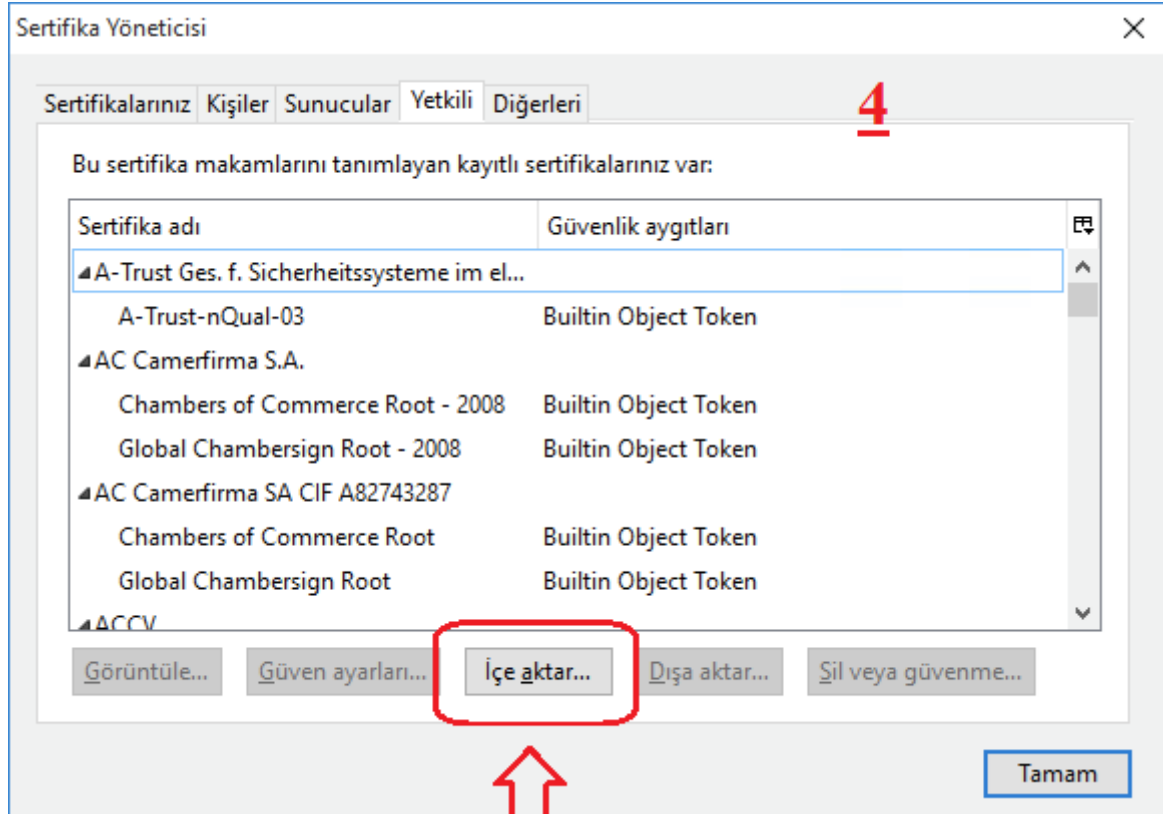 Sertifika Yöneticisi
Sertifikalarınız Kişiler Sunucular Yetkili Diğerleri
4
Bu sertifika makamlarını tanımlayan kayıtlı sertifikalarınız var:
Sertifika adı Güvenlik aygıtları
A-Trust Ges. f. Sicherheitssysteme im el...
A-Trust-nQual-03 Builtin Object Token
AC Camerfirma S.A.
Chambers of Commerce Root - 2008 Builtin Object Token
Global Chambersign Root - 2008 Builtin Object Token
AC Camerfirma SA CIF A82743287
Chambers of Commerce Root Builtin Object Token
Global Chambersign Root Builtin Object Token
ACCV
Görüntüle... Güven ayarları... İçe aktar... Dışa aktar... Sil veya güvenme...
Tamam